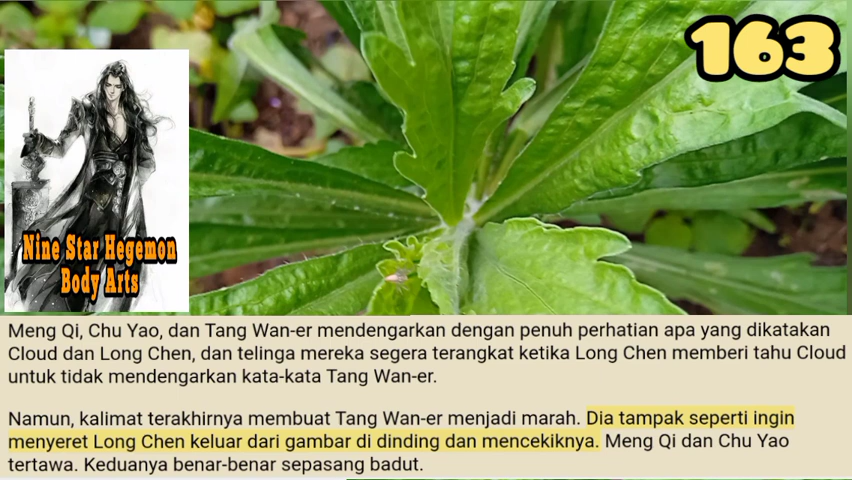 163
Nine Star Hegemon
Body Arts
Meng Qi, Chu Yao, dan Tang Wan-er mendengarkan dengan penuh perhatian apa yang dikatakan
Cloud dan Long Chen, dan telinga mereka segera terangkat ketika Long Chen memberi tahu Cloud
untuk tidak mendengarkan kata-kata Tang Wan-er.
Namun, kalimat terakhirnya membuat Tang Wan-er menjadi marah. Dia tampak seperti ingin
menyeret Long Chen keluar dari gambar di dinding dan mencekiknya. Meng Qi dan Chu Yao
tertawa. Keduanya benar-benar sepasang badut.